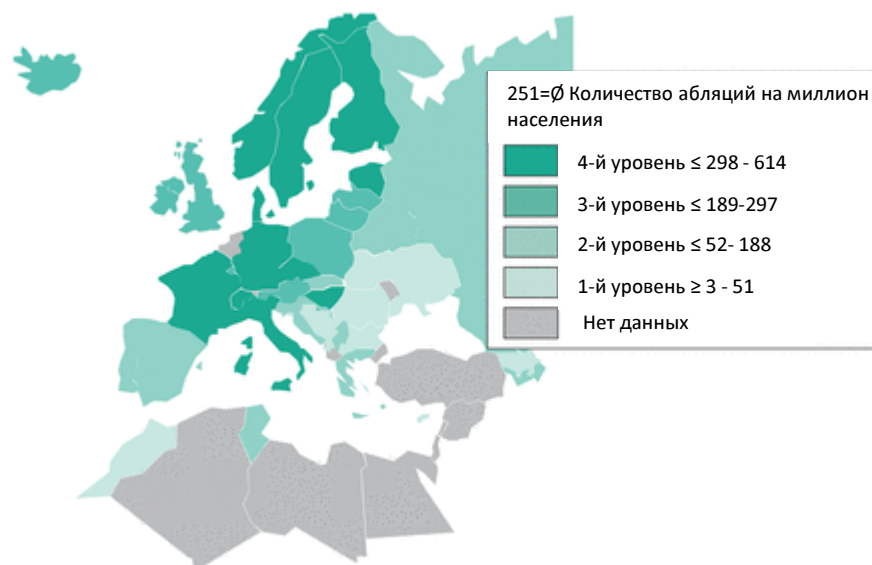 251=Ø Количество абляций на миллион
населения
4-й уровень ≤ 298 - 614
3-й уровень ≤ 189-297
2-й уровень ≤ 52- 188
1-й уровень ≥ 3 - 51
Нет данных